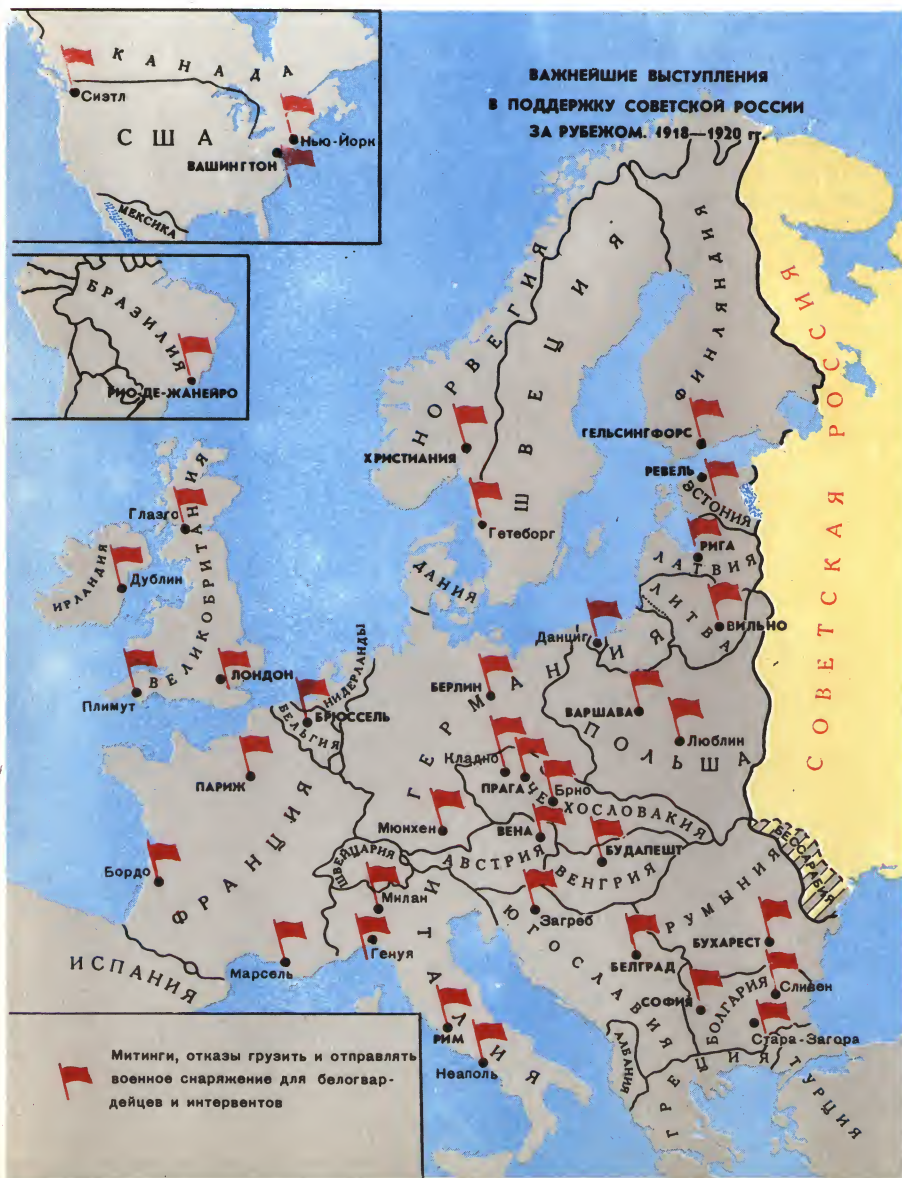 ВАЖНЕЙШИЕ ВЫСТУПЛЕНИЯ
В ПОДДЕРЖКУ СОВЕТСКОЙ РОССИИ
ЗА РУБЕЖОМ. 1918—1920 гг.
КАНАДА
Сиэтл
США
Нью-Йорк
ВАШИНГТОН
МЕКСИКА
БРАЗИЛИЯ
РИО-ДЕ-ЖАНЕЙРО
НОРВЕГИЯ
ШВЕЦИЯ
ФИНЛЯНДИЯ
СОВЕТСКАЯ РОССИЯ
ХРИСТИАНИЯ
ГЕЛЬСИНГФОРС
РЕВЕЛЬ
ЭСТОНИЯ
Гетеборг
РИГА
ЛАТВИЯ
ЛИТВА
ВИЛЬНО
ДАНИЯ
Глазго
ИРЛАНДИЯ
Дублин
ВЕЛИКОБРИТАНИЯ
Плимут
ЛОНДОН
НИДЕРЛАНДЫ
БЕЛЬГИЯ
БРЮССЕЛЬ
Данциг
БЕРЛИН
ГЕРМАНИЯ
ВАРШАВА
Люблин
ПОЛЬША
ПАРИЖ
ФРАНЦИЯ
Кладно
ПРАГА
Брно
ЧЕХОСЛОВАКИЯ
Мюнхен
ВЕНА
АВСТРИЯ
БУДАПЕШТ
ВЕНГРИЯ
БЕССАРАБИЯ
РУМЫНИЯ
Бордо
ШВЕЙЦАРИЯ
Милан
Генуя
Марсель
ИСПАНИЯ
ИТАЛИЯ
Загреб
ЮГОСЛАВИЯ
БЕЛГРАД
БУХАРЕСТ
СОФИЯ
БОЛГАРИЯ
Сливен
Стара-Загора
РИМ
Неаполь
АЛБАНИЯ
ГРЕЦИЯ
ТУРЦИЯ
Митинги, отказы грузить и отправлять
военное снаряжение для белогвар-
дейцев и интервентов